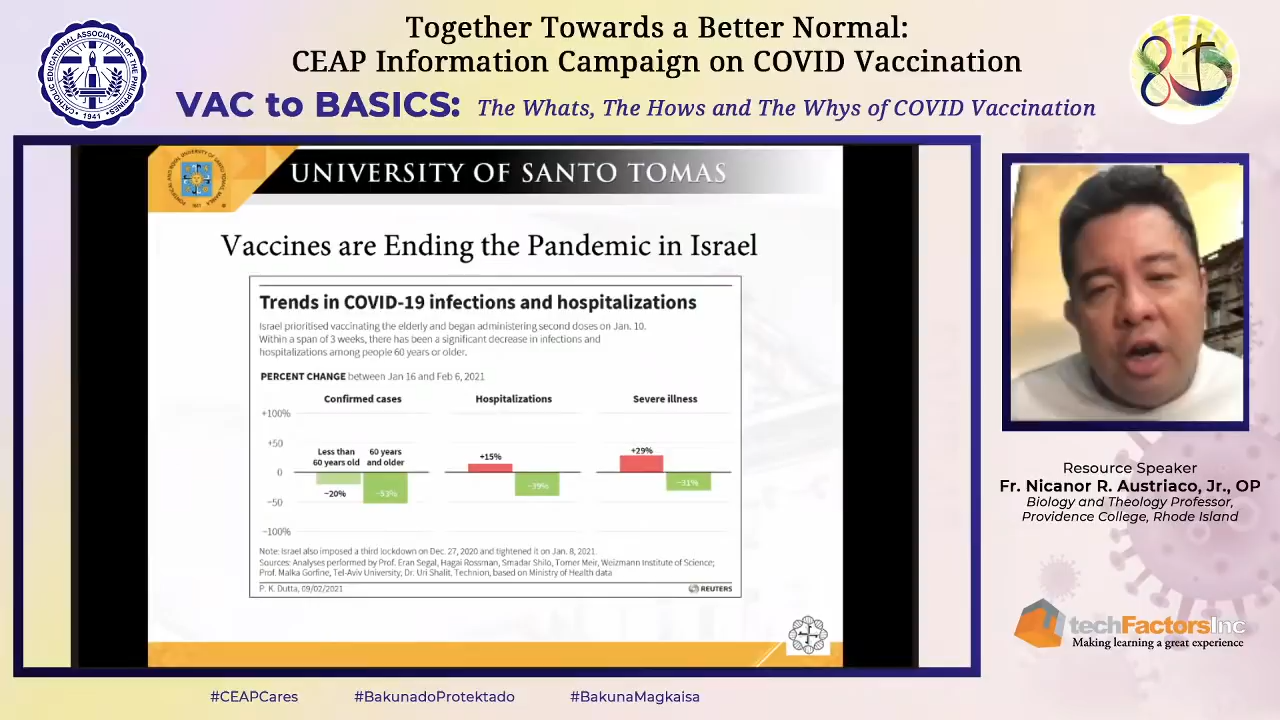 Together Towards a Better Normal:
CEAP Information Campaign on COVID Vaccination
VAC to BASICS: The Whats, The Hows and The Whys of COVID Vaccination
CATHOLIC EDUCATIONAL ASSOCIATION OF THE PHILIPPINES
1941
UNIVERSITY OF SANTO TOMAS
Vaccines are Ending the Pandemic in Israel
Trends in COVID-19 infections and hospitalizations
Israel prioritised vaccinating the elderly and began administering second doses on Jan. 10.
Within a span of 3 weeks, there has been a significant decrease in infections and
hospitalizations among people 60 years or older.
PERCENT CHANGE between Jan 16 and Feb 6, 2021
Confirmed cases Hospitalizations Severe illness
+100%
+50
0
−50
−100%
Less than
60 years old
60 years
and older
−20% −53%
+15% −39%
+29% −31%
Note: Israel also imposed a third lockdown on Dec. 27, 2020 and tightened it on Jan. 8, 2021.
Sources: Analyses performed by Prof. Eran Segal, Hagai Rossman, Smadar Shilo, Tomer Meir, Weizmann Institute of Science;
Prof. Malka Gorfine, Tel-Aviv University; Dr. Uri Shalit, Technion, based on Ministry of Health data
P. K. Dutta, 09/02/2021 REUTERS
Resource Speaker
Fr. Nicanor R. Austriaco, Jr., OP
Biology and Theology Professor,
Providence College, Rhode Island
techFactorsInc
Making learning a great experience
#CEAPCares #BakunadoProtektado #BakunaMagkaisa